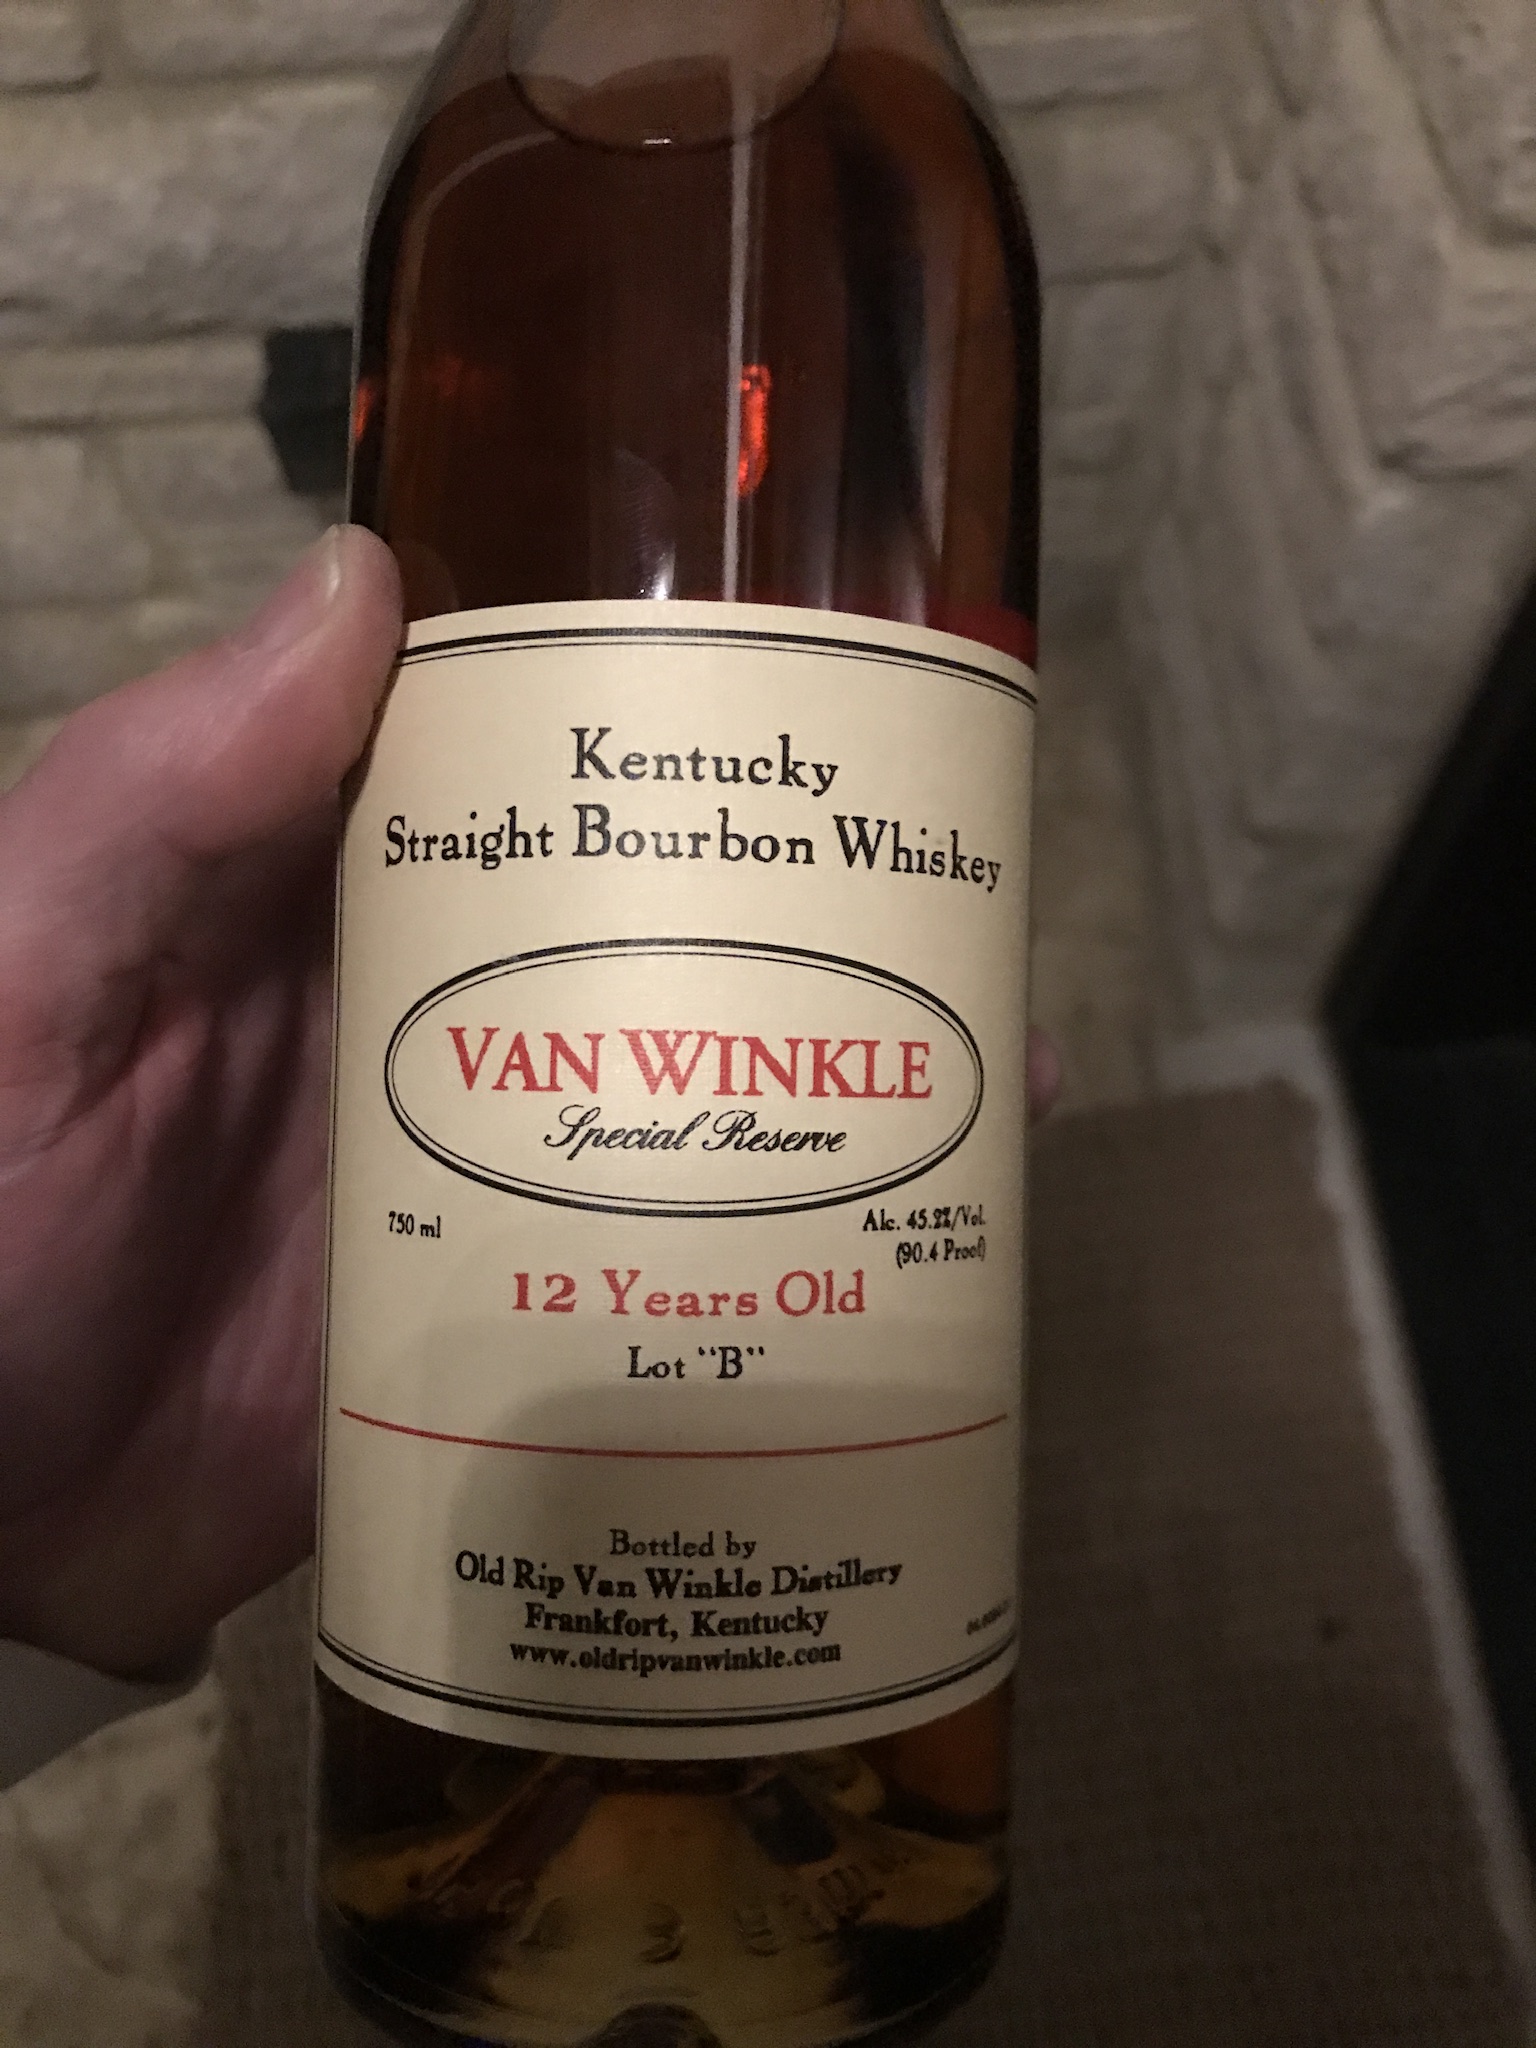 Kentucky
Straight Bourbon Whiskey
VAN WINKLE
Special Reserve
750 ml
Alc. 45.2%/Vol.
(90.4 Proof)
12 Years Old
Lot "B"
Bottled by
Old Rip Van Winkle Distillery
Frankfort, Kentucky
www.oldripvanwinkle.com